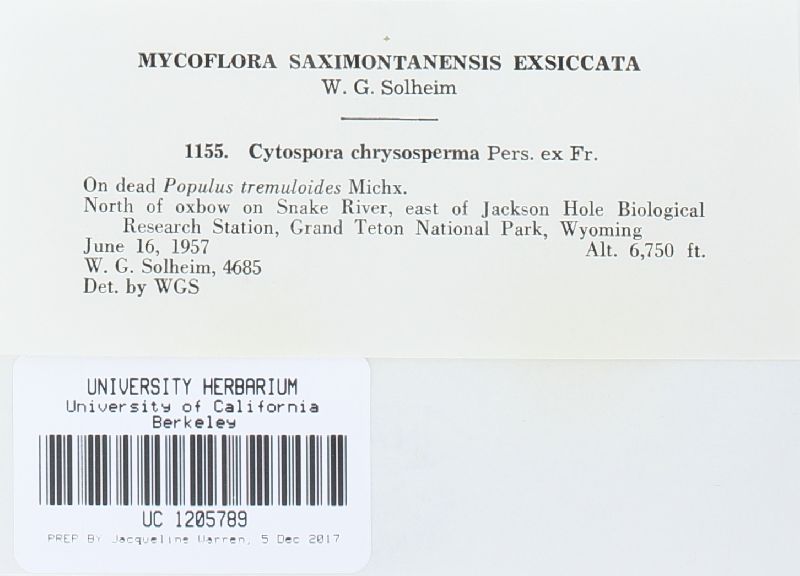 MYCOFLORA SAXIMONTANENSIS EXSICCATA
W. G. Solheim
1155. Cytospora chrysosperma Pers. ex Fr.
On dead Populus tremuloides Michx.
North of oxbow on Snake River, east of Jackson Hole Biological
Research Station, Grand Teton National Park, Wyoming
June 16, 1957 Alt. 6,750 ft.
W. G. Solheim, 4685
Det. by WGS
UNIVERSITY HERBARIUM
University of California
Berkeley
UC 1205789
PREP BY Jacqueline Warren, 5 Dec 2017